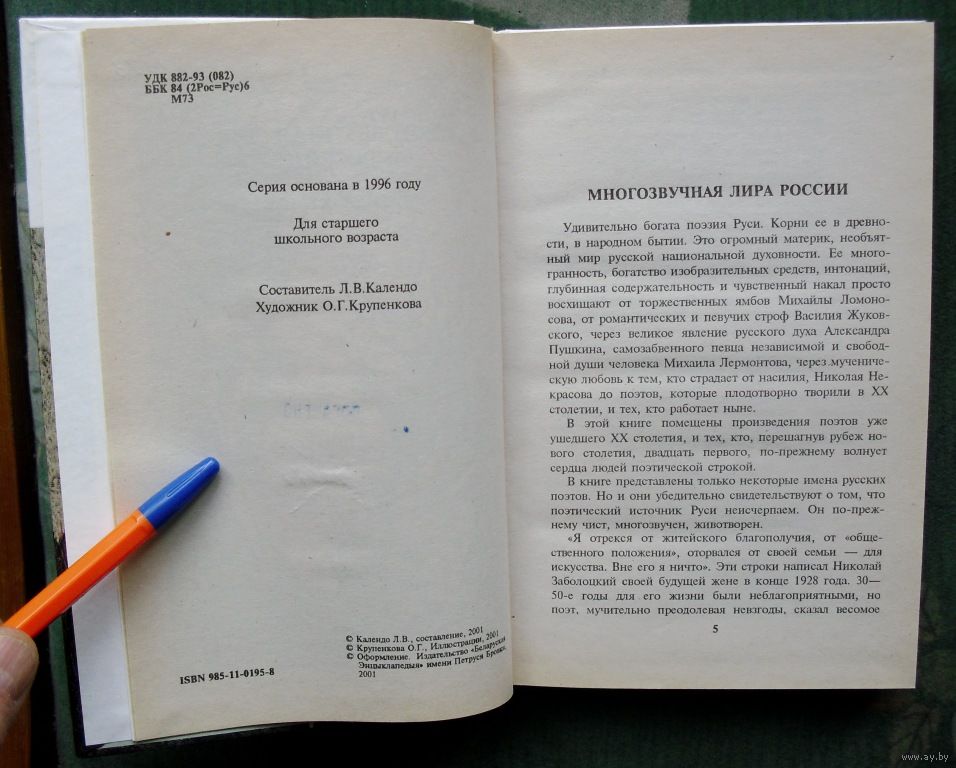 УДК 882-93 (082)
ББК 84 (2Рос=Рус)6
М73
Серия основана в 1996 году
Для старшего
школьного возраста
Составитель Л.В.Календо
Художник О.Г.Крупенкова
© Календо Л.В., составление, 2001
© Крупенкова О.Г., Иллюстрации, 2001
© Оформление. Издательство «Беларуская
Энцыклапедыя» имени Петруся Бровки,
2001
ISBN 985-11-0195-8
МНОГОЗВУЧНАЯ ЛИРА РОССИИ
Удивительно богата поэзия Руси. Корни ее в древно-
сти, в народном бытии. Это огромный материк, необъят-
ный мир русской национальной духовности. Ее много-
гранность, богатство изобразительных средств, интонаций,
глубинная содержательность и чувственный накал просто
восхищают от торжественных ямбов Михайлы Ломоно-
сова, от романтических и певучих строф Василия Жуков-
ского, через великое явление русского духа Александра
Пушкина, самозабвенного певца независимой и свобод-
ной души человека Михаила Лермонтова, через мучениче-
скую любовь к тем, кто страдает от насилия, Николая Не-
красова до поэтов, которые плодотворно творили в XX
столетии, и тех, кто работает ныне.
В этой книге помещены произведения поэтов уже
ушедшего XX столетия, и тех, кто, перешагнув рубеж но-
вого столетия, двадцать первого, по-прежнему волнует
сердца людей поэтической строкой.
В книге представлены только некоторые имена русских
поэтов. Но и они убедительно свидетельствуют о том, что
поэтический источник Руси неисчерпаем. Он по-преж-
нему чист, многозвучен, животворен.
«Я отрекся от житейского благополучия, от «обще-
ственного положения», оторвался от своей семьи — для
искусства. Вне его я ничто». Эти строки написал Николай
Заболоцкий своей будущей жене в конце 1928 года. 30—
50-е годы для его жизни были неблагоприятными, но
поэт, мучительно преодолевая невзгоды, сказал весомое
5
www.ay.by